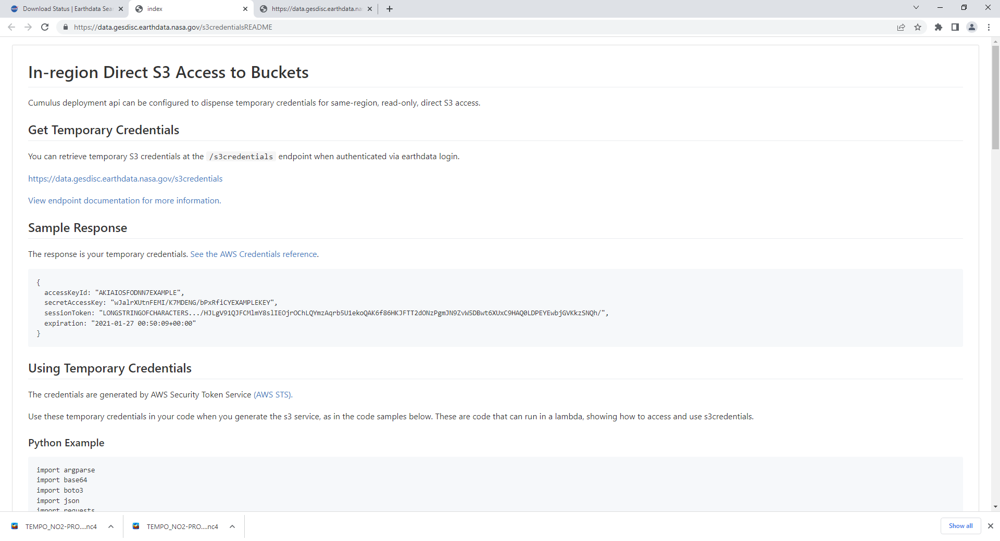 Download Status | Earthdata Sea
index
https://data.gesdisc.earthdata.na
https://data.gesdisc.earthdata.nasa.gov/s3credentialsREADME
In-region Direct S3 Access to Buckets
Cumulus deployment api can be configured to dispense temporary credentials for same-region, read-only, direct S3 access.
Get Temporary Credentials
You can retrieve temporary S3 credentials at the /s3credentials endpoint when authenticated via earthdata login.
https://data.gesdisc.earthdata.nasa.gov/s3credentials
View endpoint documentation for more information.
Sample Response
The response is your temporary credentials. See the AWS Credentials reference.
{
accessKeyId: "AKIAIOSFODNN7EXAMPLE",
secretAccessKey: "wJalrXUtnFEMI/K7MDENG/bPxRfiCYEXAMPLEKEY",
sessionToken: "LONGSTRINGOFCHARACTERS.../HJLgV91QJFCMlmY8slIEOjrOChLQYmzAqrb5U1ekoQAK6f86HKJFTT2dONzPgmJN9ZvW5DBwt6XUxC9HAQ0LDPEYEwbjGVKkzSNQh/",
expiration: "2021-01-27 00:50:09+00:00"
}
Using Temporary Credentials
The credentials are generated by AWS Security Token Service (AWS STS).
Use these temporary credentials in your code when you generate the s3 service, as in the code samples below. These are code that can run in a lambda, showing how to access and use s3credentials.
Python Example
import argparse
import base64
import boto3
import json
import requests
TEMPO_NO2-PRO....nc4
TEMPO_NO2-PRO....nc4
Show all